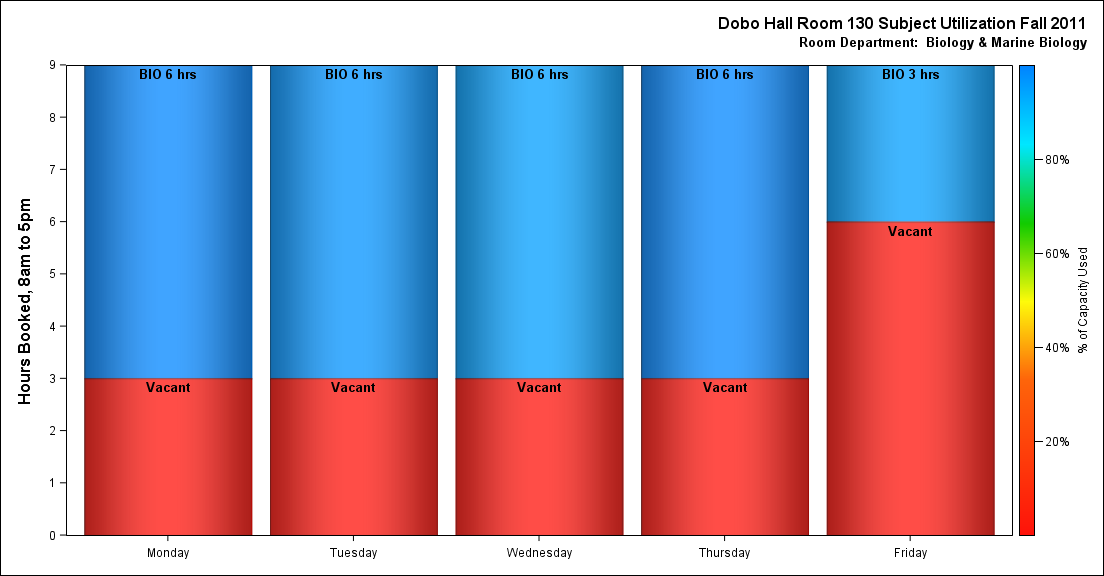 Dobo Hall Room 130 Subject Utilization Fall 2011
Room Department:  Biology & Marine Biology
Hours Booked, 8am to 5pm
9
8
7
6
5
4
3
2
1
0
BIO 6 hrs
BIO 6 hrs
BIO 6 hrs
BIO 6 hrs
BIO 3 hrs
Vacant
Vacant
Vacant
Vacant
Vacant
Monday
Tuesday
Wednesday
Thursday
Friday
80%
60%
40%
20%
% of Capacity Used